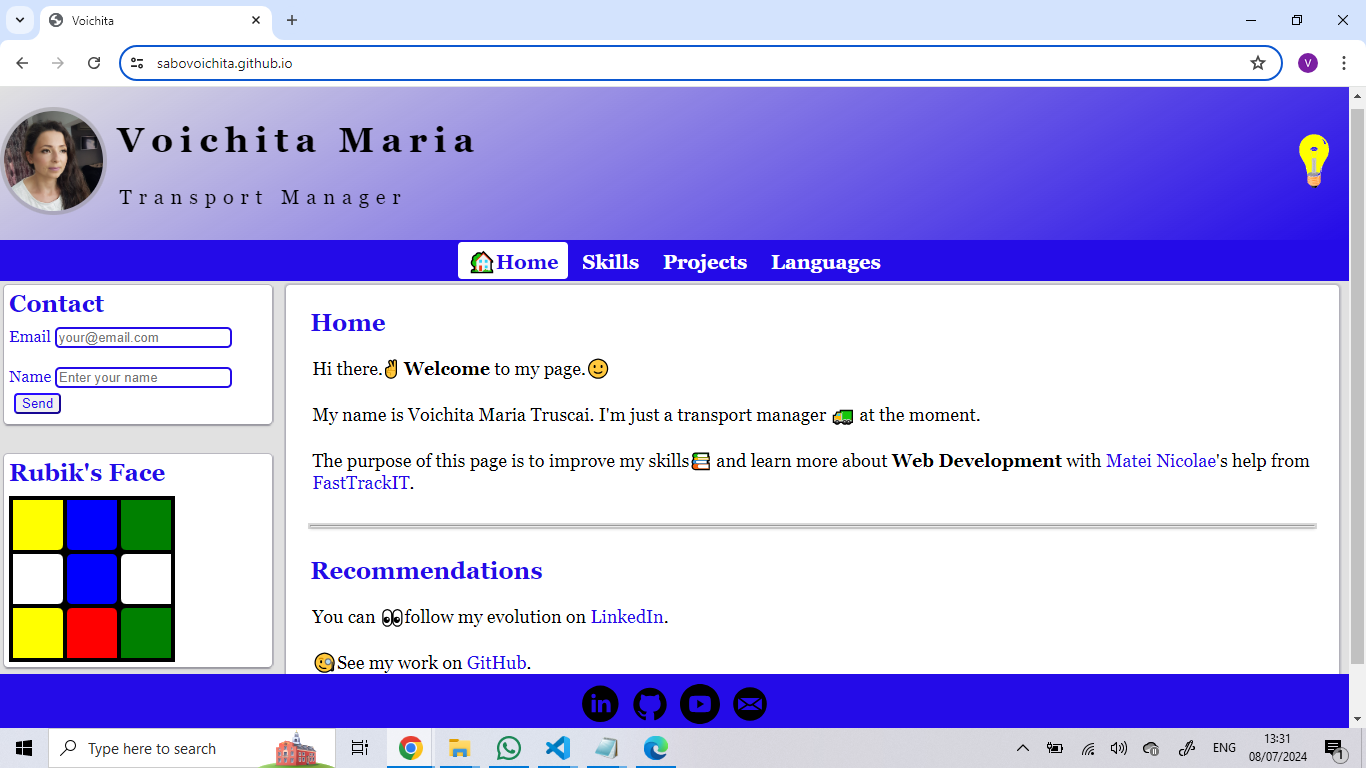 Voichita
sabovoichita.github.io
V
Voichita Maria
Transport Manager
Home Skills Projects Languages
Contact
Email your@email.com
Name Enter your name
Send
Rubik's Face
Home
Hi there.✌ Welcome to my page.🙂
My name is Voichita Maria Truscai. I'm just a transport manager 🚚 at the moment.
The purpose of this page is to improve my skills📚 and learn more about Web Development with Matei Nicolae's help from
FastTrackIT.
Recommendations
You can 👀follow my evolution on LinkedIn.
🧐See my work on GitHub.
in
Type here to search
ENG
13:31
08/07/2024
1